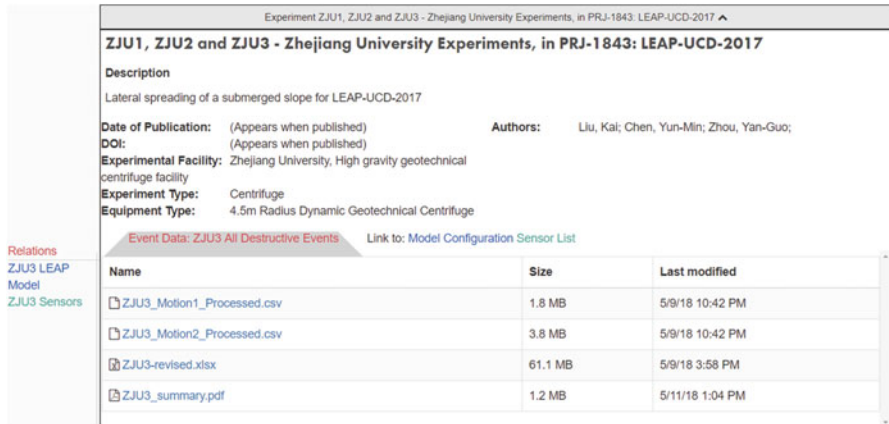 Experiment ZJU1, ZJU2 and ZJU3 - Zhejiang University Experiments, in PRJ-1843: LEAP-UCD-2017
ZJU1, ZJU2 and ZJU3 - Zhejiang University Experiments, in PRJ-1843: LEAP-UCD-2017
Description
Lateral spreading of a submerged slope for LEAP-UCD-2017
Date of Publication: (Appears when published) Authors: Liu, Kai; Chen, Yun-Min; Zhou, Yan-Guo;
DOI: (Appears when published)
Experimental Facility: Zhejiang University, High gravity geotechnical
centrifuge facility
Experiment Type: Centrifuge
Equipment Type: 4.5m Radius Dynamic Geotechnical Centrifuge
Event Data: ZJU3 All Destructive Events Link to: Model Configuration Sensor List
Relations
ZJU3 LEAP
Model
ZJU3 Sensors
Name Size Last modified
ZJU3_Motion1_Processed.csv 1.8 MB 5/9/18 10:42 PM
ZJU3_Motion2_Processed.csv 3.8 MB 5/9/18 10:42 PM
ZJU3-revised.xlsx 61.1 MB 5/9/18 3:58 PM
ZJU3_summary.pdf 1.2 MB 5/11/18 1:04 PM